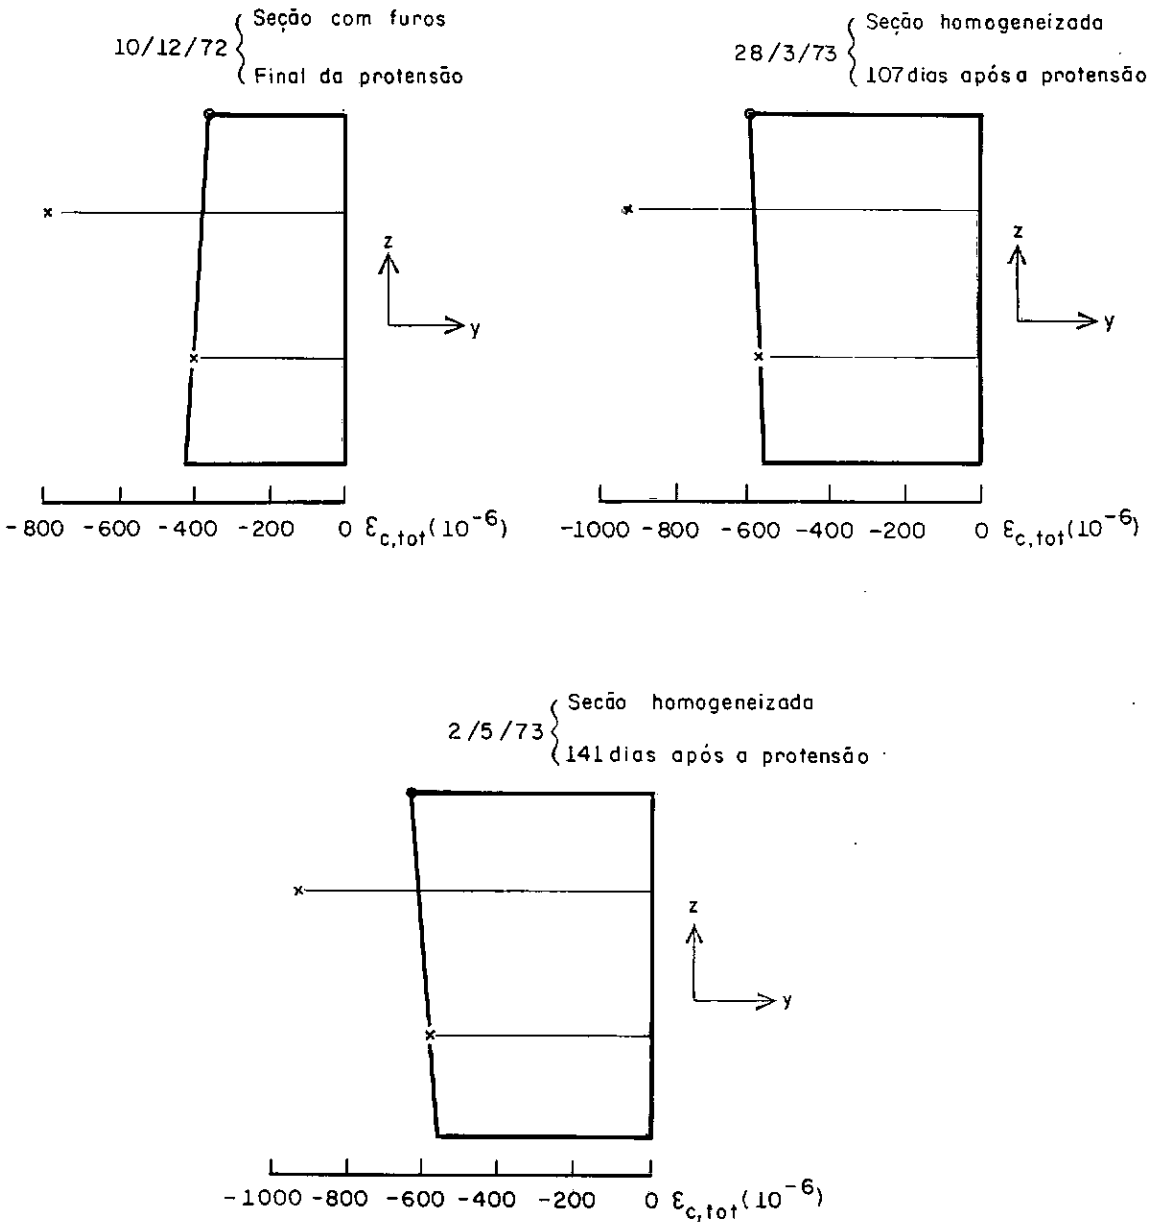 10/12/72 { Seção com furos
Final da protensão
z
y
-800 -600 -400 -200 0 εc,tot(10⁻⁶)
28/3/73 { Seção homogeneizada
107 dias após a protensão
z
y
-1000 -800 -600 -400 -200 0 εc,tot(10⁻⁶)
2/5/73 { Secão homogeneizada
141 dias após a protensão
z
y
-1000 -800 -600 -400 -200 0 εc,tot(10⁻⁶)